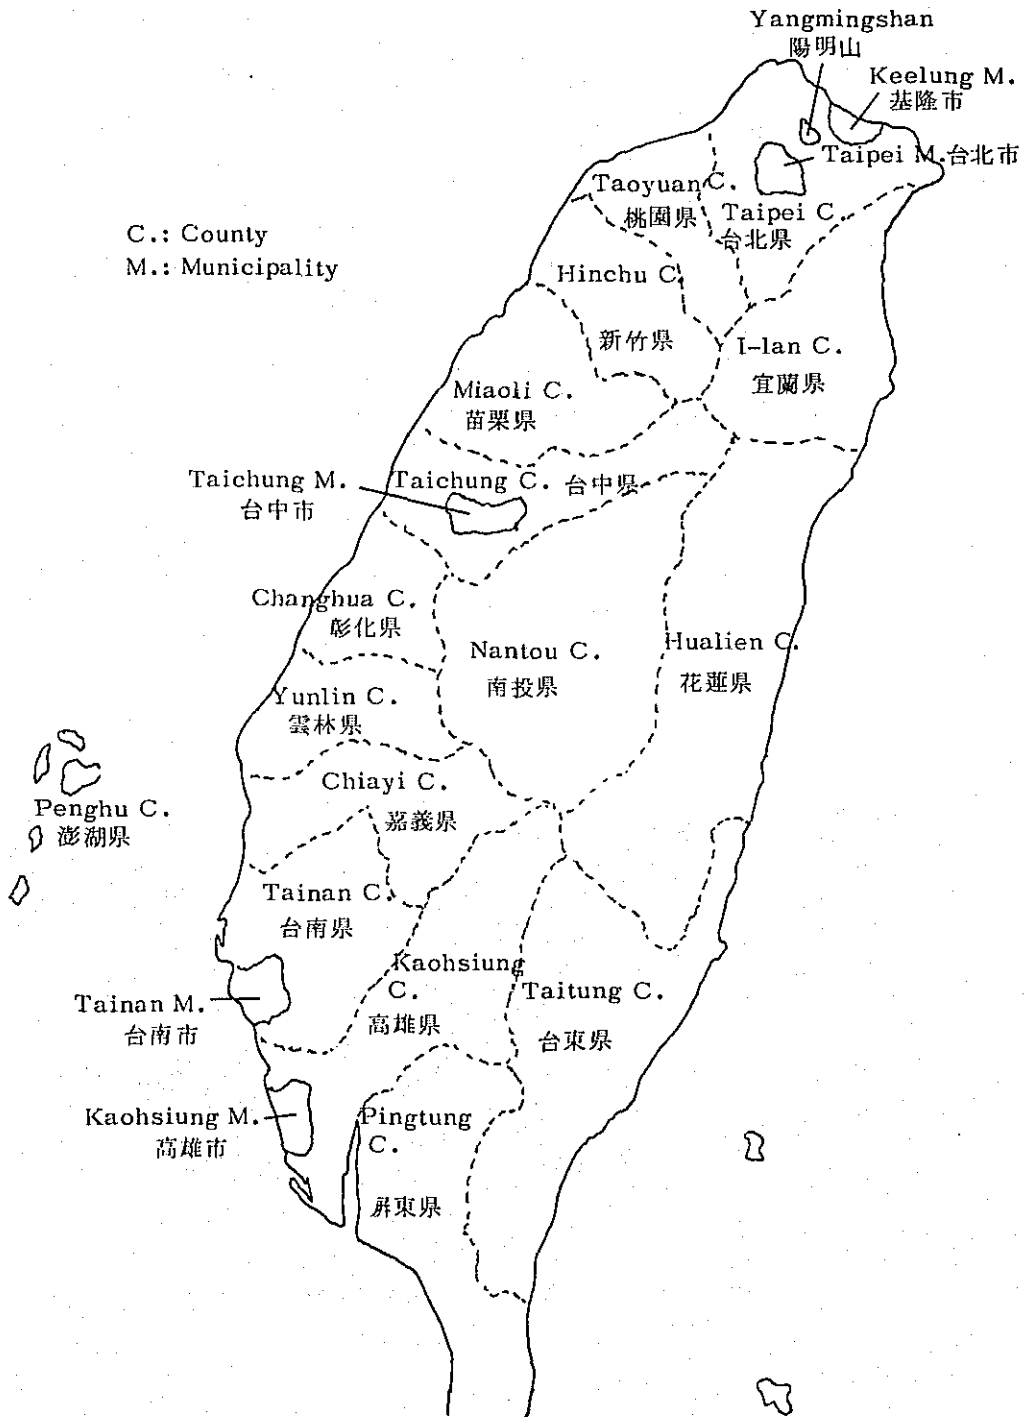 Yangmingshan
陽明山
Keelung M.
基隆市
Taipei M.台北市
Taoyuan C.
桃園県
Taipei C.
台北県
C.: County
M.: Municipality
Hinchu C.
新竹県
I-lan C.
宜蘭県
Miaoli C.
苗栗県
Taichung M.
台中市
Taichung C. 台中県
Changhua C.
彰化県
Nantou C.
南投県
Hualien C.
花蓮県
Yunlin C.
雲林県
Chiayi C.
嘉義県
Penghu C.
澎湖県
Tainan C.
台南県
Kaohsiung
C.
高雄県
Taitung C.
台東県
Tainan M.
台南市
Kaohsiung M.
高雄市
Pingtung
C.
屏東県